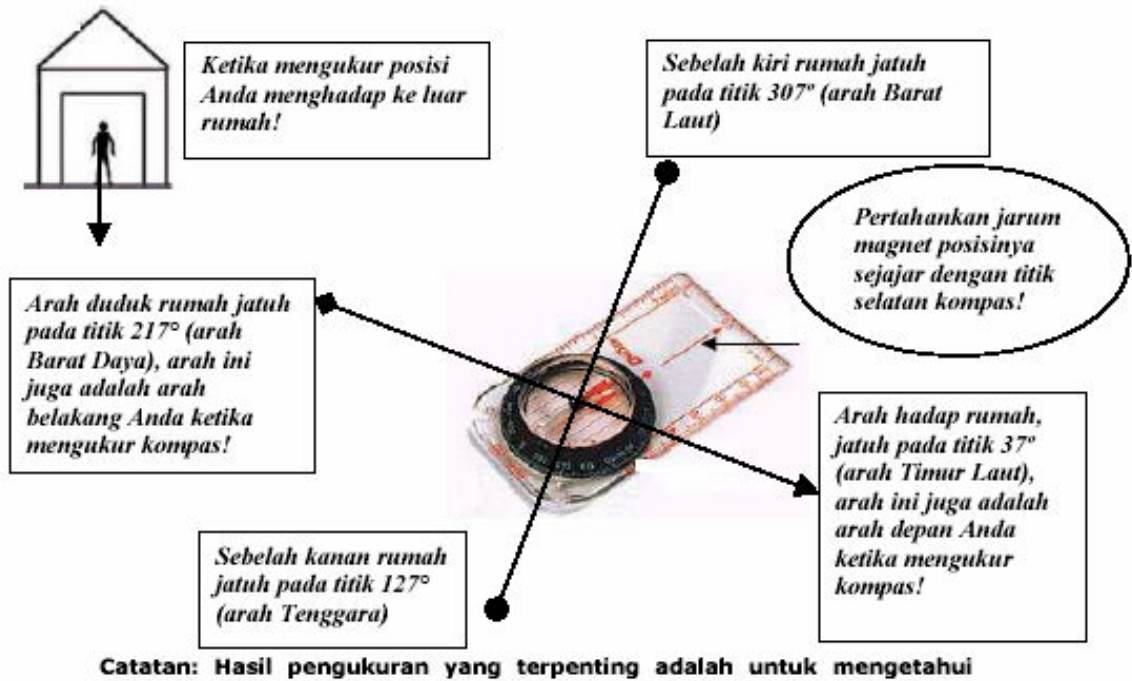 Ketika mengukur posisi
Anda menghadap ke luar
rumah!
Sebelah kiri rumah jatuh
pada titik 307° (arah Barat
Laut)
Pertahankan jarum
magnet posisinya
sejajar dengan titik
selatan kompas!
Arah duduk rumah jatuh
pada titik 217° (arah
Barat Daya), arah ini
juga adalah arah
belakang Anda ketika
mengukur kompas!
Arah hadap rumah,
jatuh pada titik 37°
(arah Timur Laut),
arah ini juga adalah
arah depan Anda
ketika mengukur
kompas!
Sebelah kanan rumah
jatuh pada titik 127°
(arah Tenggara)
Catatan: Hasil pengukuran yang terpenting adalah untuk mengetahui